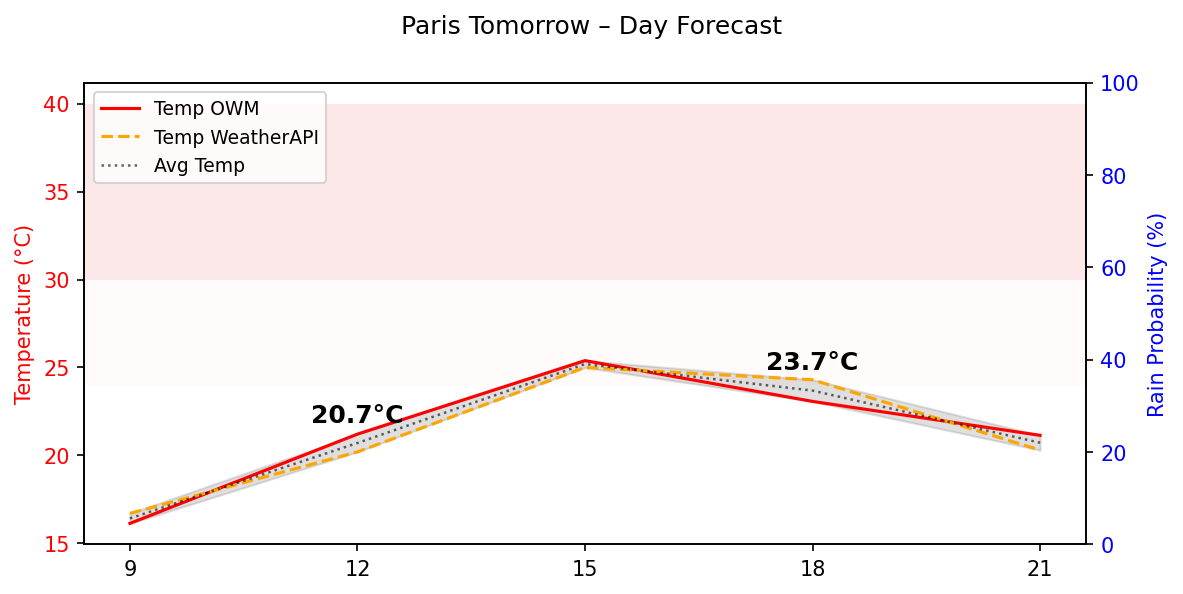 Paris Tomorrow – Day Forecast
Temp OWM
Temp WeatherAPI
Avg Temp
Temperature (°C)
40
35
30
25
20
15
20.7°C
23.7°C
9
12
15
18
21
100
80
60
40
20
0
Rain Probability (%)